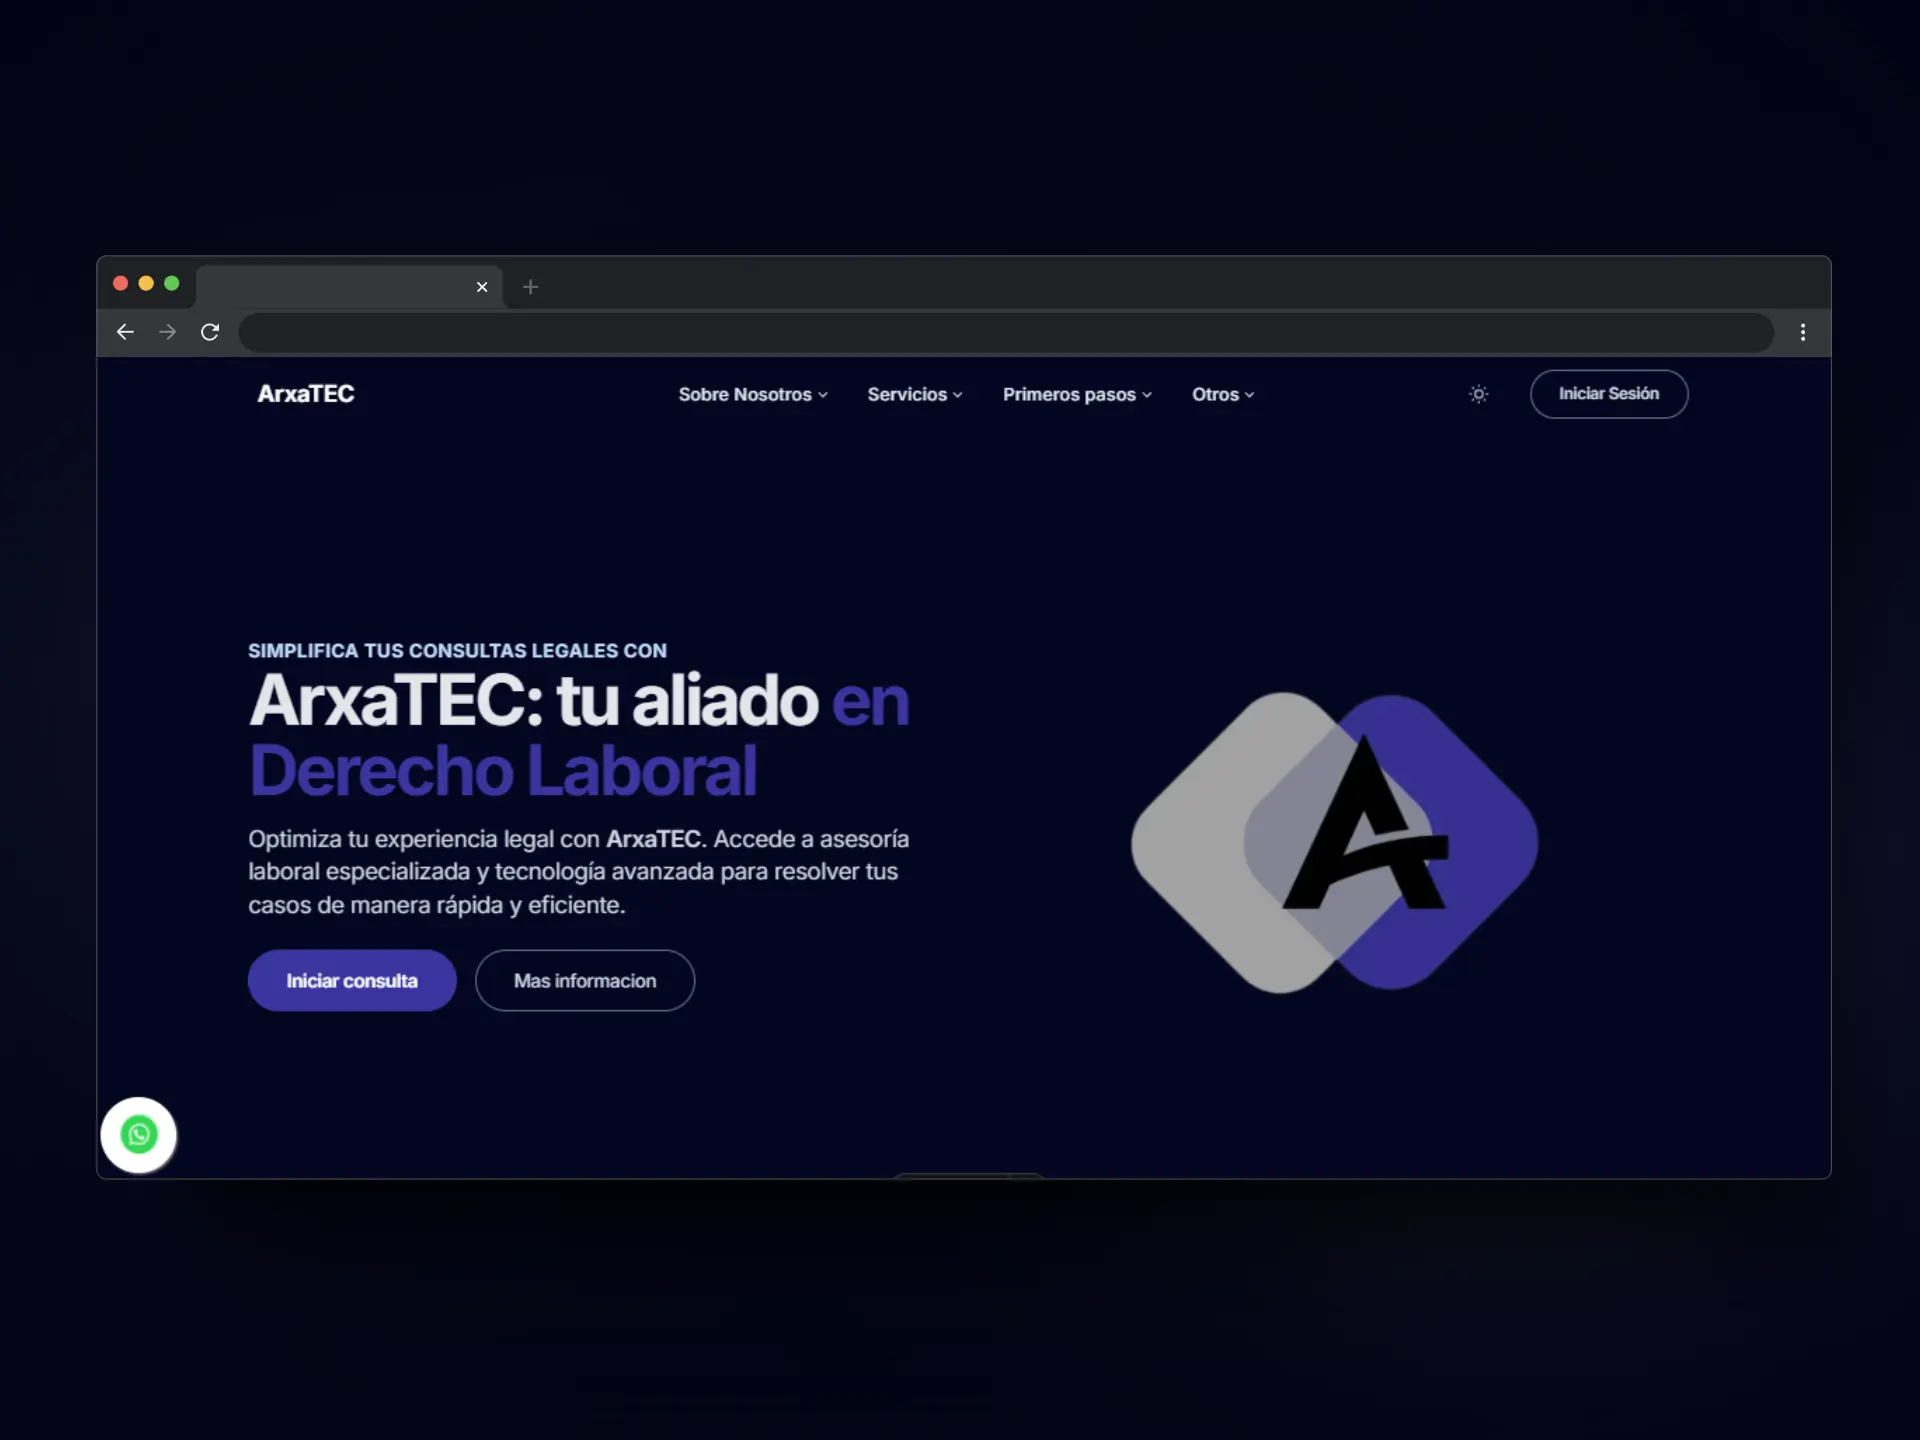 ArxaTEC
Sobre Nosotros
Servicios
Primeros pasos
Otros
Iniciar Sesión
SIMPLIFICA TUS CONSULTAS LEGALES CON
ArxaTEC: tu aliado en
Derecho Laboral
Optimiza tu experiencia legal con ArxaTEC. Accede a asesoría
laboral especializada y tecnología avanzada para resolver tus
casos de manera rápida y eficiente.
Iniciar consulta
Mas informacion
A